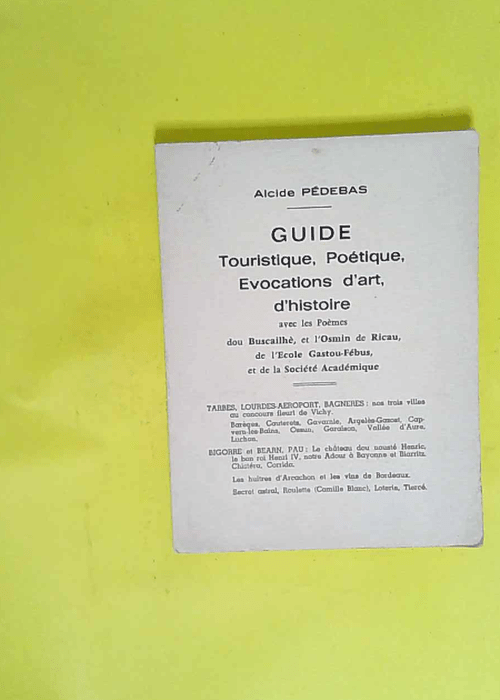 Alcide PÉDEBAS
GUIDE
Touristique, Poétique,
Evocations d'art,
d'histoire
avec les Poèmes
dou Buscailhè, et l'Osmin de Ricau,
de l'Ecole Gastou-Fébus,
et de la Société Académique
TARBES, LOURDES-AEROPORT, BAGNERES : nos trois villes
au concours fleuri de Vichy.
Barèges, Cauterets, Gavarnie, Argelès-Gazost, Cap-
vern-les-Bains, Ossun, Garaison, Vallée d'Aure,
Luchon.
BIGORRE et BEARN, PAU : Le château dou nousté Henric,
le bon roi Henri IV, notre Adour à Bayonne et Biarritz,
Chistéra, Corrida.
Les huîtres d'Arcachon et les vins de Bordeaux.
Secret astral, Roulette (Camille Blanc), Loterie, Tiercé.